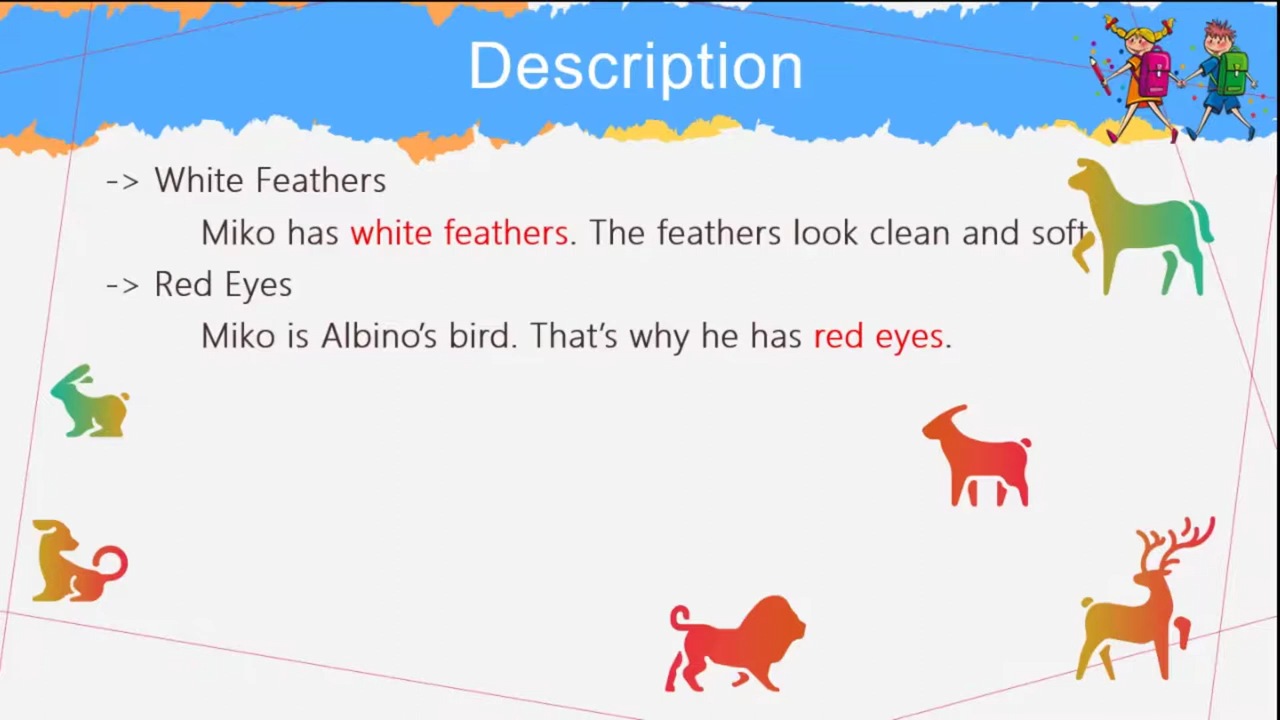 Description
-> White Feathers
Miko has white feathers. The feathers look clean and soft
-> Red Eyes
Miko is Albino’s bird. That’s why he has red eyes.